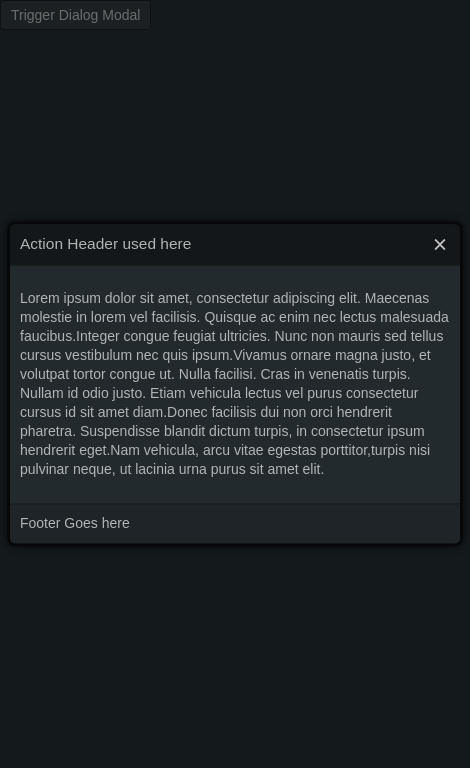 Trigger Dialog Modal
Action Header used here
Lorem ipsum dolor sit amet, consectetur adipiscing elit. Maecenas
molestie in lorem vel facilisis. Quisque ac enim nec lectus malesuada
faucibus.Integer congue feugiat ultricies. Nunc non mauris sed tellus
cursus vestibulum nec quis ipsum.Vivamus ornare magna justo, et
volutpat tortor congue ut. Nulla facilisi. Cras in venenatis turpis.
Nullam id odio justo. Etiam vehicula lectus vel purus consectetur
cursus id sit amet diam.Donec facilisis dui non orci hendrerit
pharetra. Suspendisse blandit dictum turpis, in consectetur ipsum
hendrerit eget.Nam vehicula, arcu vitae egestas porttitor,turpis nisi
pulvinar neque, ut lacinia urna purus sit amet elit.
Footer Goes here